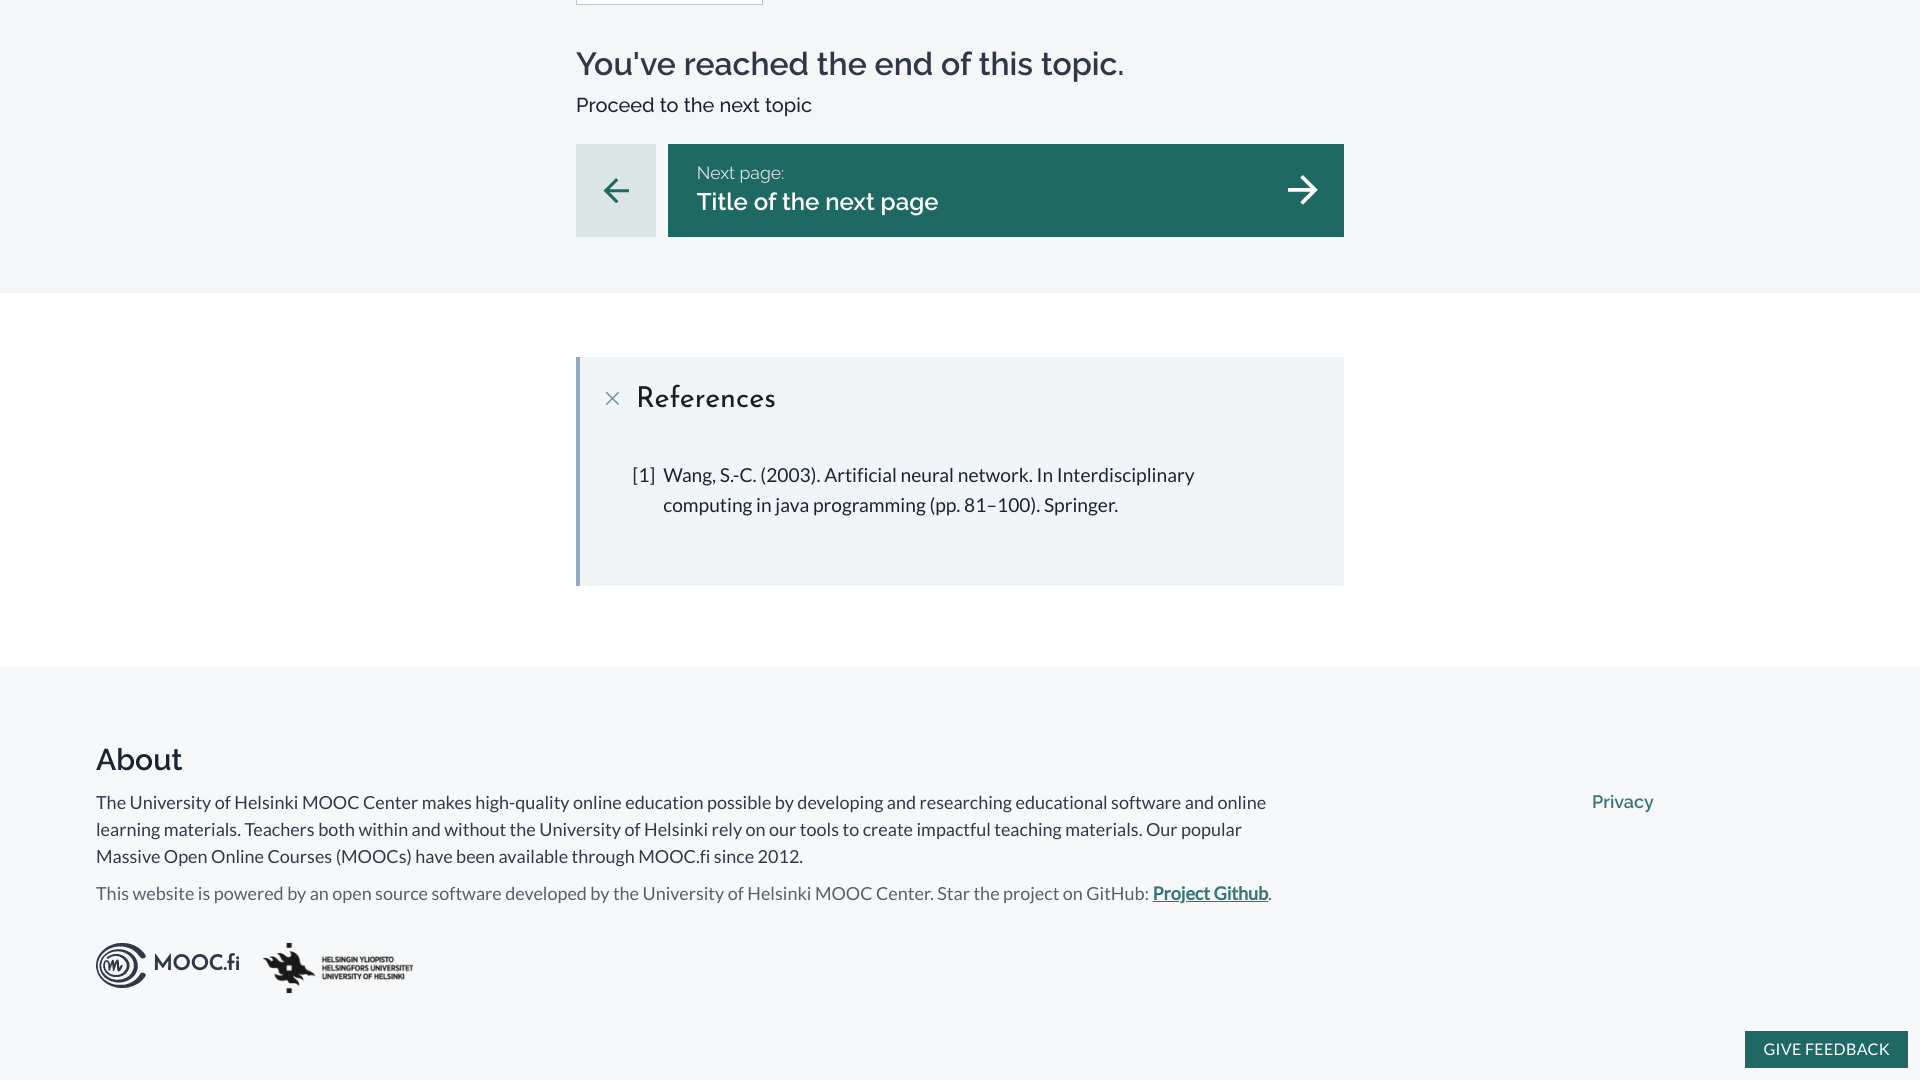 You've reached the end of this topic.
Proceed to the next topic
Next page:
Title of the next page
References
[1] Wang, S.-C. (2003). Artificial neural network. In Interdisciplinary
computing in java programming (pp. 81–100). Springer.
About
The University of Helsinki MOOC Center makes high-quality online education possible by developing and researching educational software and online
learning materials. Teachers both within and without the University of Helsinki rely on our tools to create impactful teaching materials. Our popular
Massive Open Online Courses (MOOCs) have been available through MOOC.fi since 2012.
Privacy
This website is powered by an open source software developed by the University of Helsinki MOOC Center. Star the project on GitHub: Project Github.
MOOC.fi
HELSINGIN YLIOPISTO
HELSINGFORS UNIVERSITET
UNIVERSITY OF HELSINKI
GIVE FEEDBACK